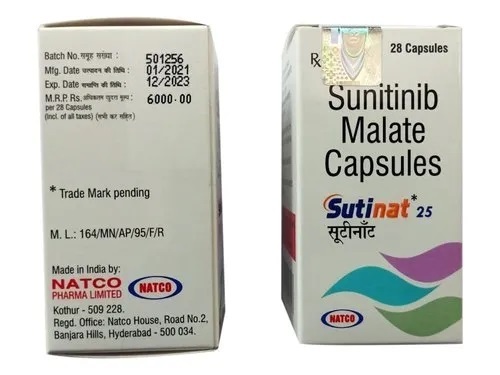 Batch No. समूह संख्या : 501256
Mfg. Date उत्पादन की तिथि : 01/2021
Exp. Date समाप्ति की तिथि : 12/2023
M.R.P. Rs. अधिकतम खुदरा मूल्य : 6000.00
per 28 Capsules
(Incl. of all taxes) (सभी कर सहित)
* Trade Mark pending
M. L.: 164/MN/AP/95/F/R
Made in India by:
NATCO
PHARMA LIMITED
NATCO
Kothur - 509 228.
Regd. Office: Natco House, Road No.2,
Banjara Hills, Hyderabad - 500 034.
Rx
28 Capsules
Sunitinib
Malate
Capsules
Sutinat* 25
सूटीनॉट
NATCO